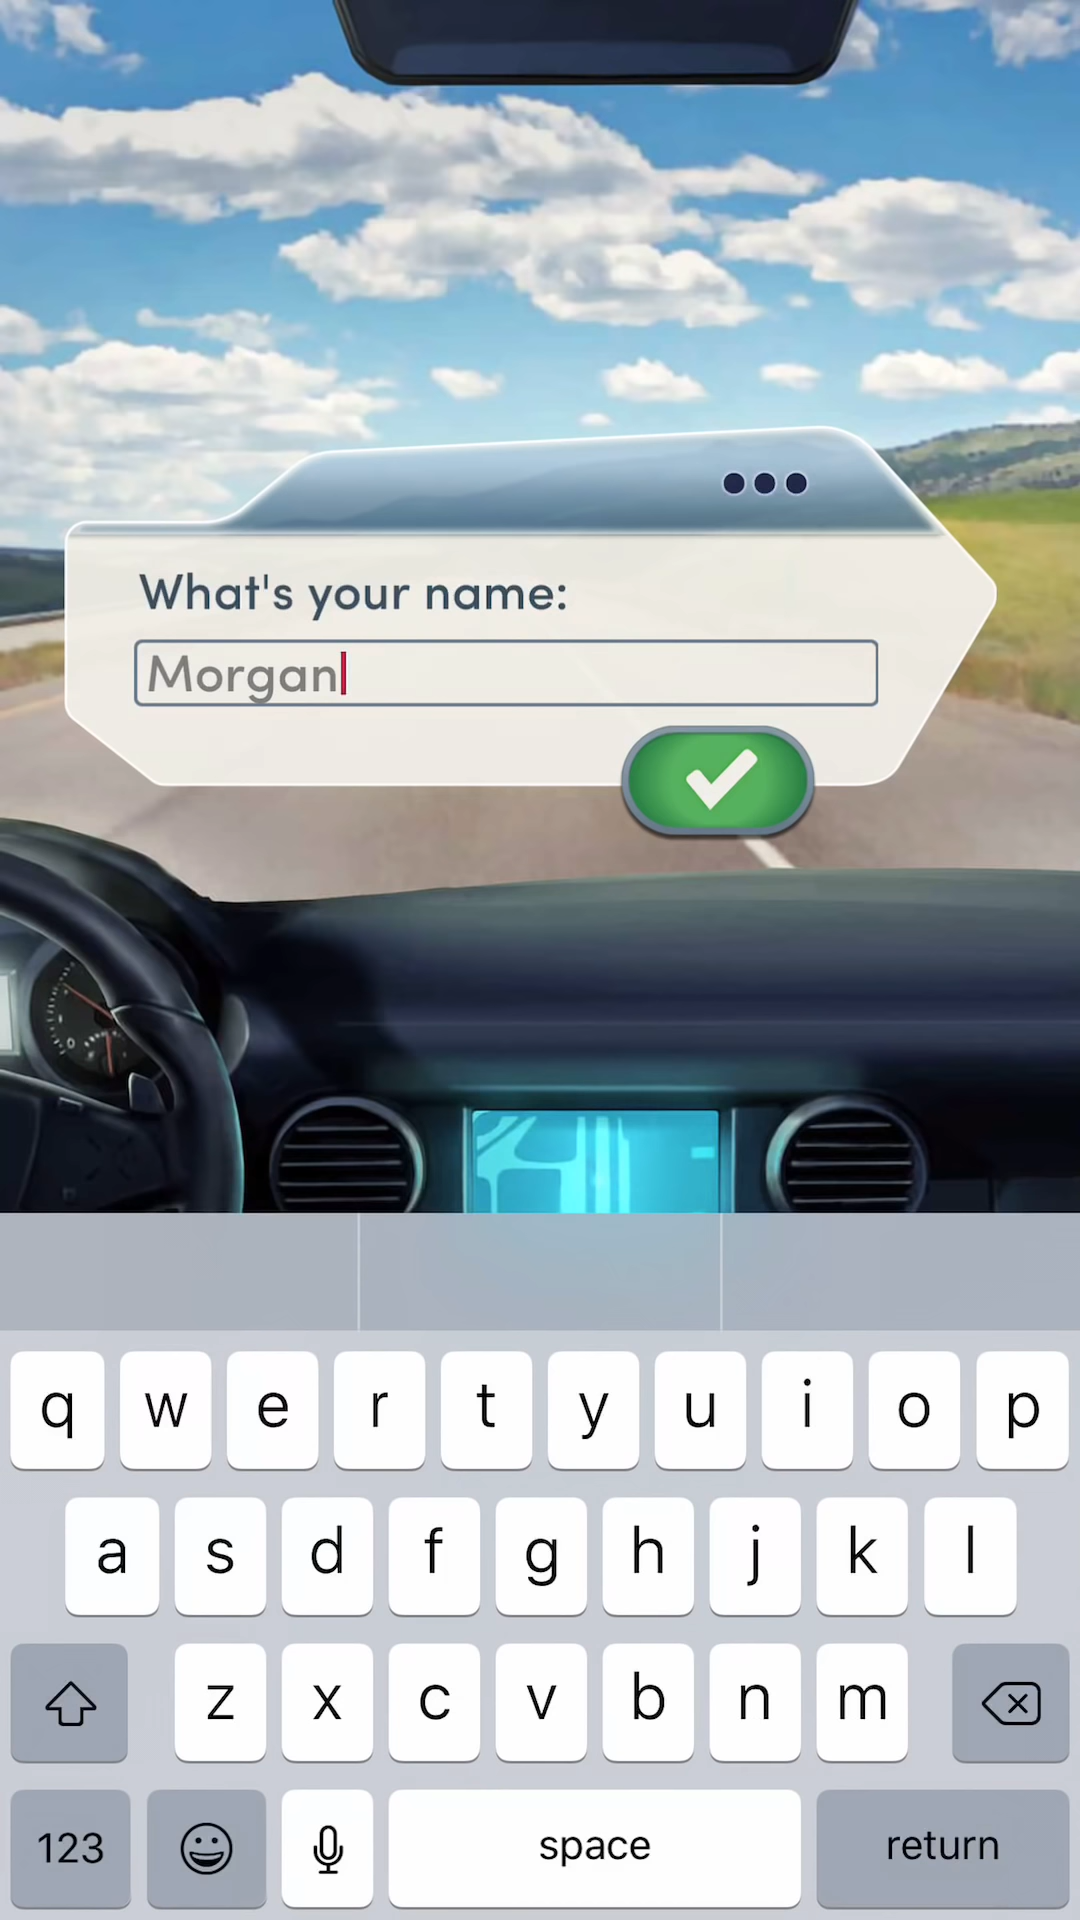 What's your name:
Morgan
q w e r t y u i o p
a s d f g h j k l
z x c v b n m
123 space return